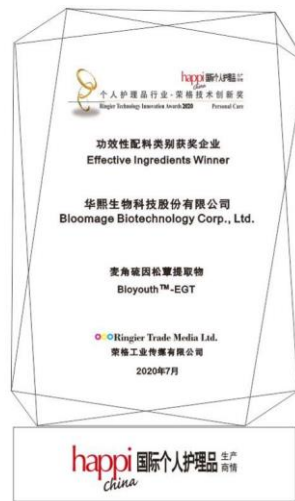 happi 国际个人护理品 生产商情
china
个人护理品行业-荣格技术创新奖
Ringier Technology Innovation Awards 2020 Personal Care
功效性配料类别获奖企业
Effective Ingredients Winner
华熙生物科技股份有限公司
Bloomage Biotechnology Corp., Ltd.
麦角硫因松蕈提取物
Bioyouth™-EGT
Ringier Trade Media Ltd.
荣格工业传媒有限公司
2020年7月
happi 国际个人护理品 生产商情
china